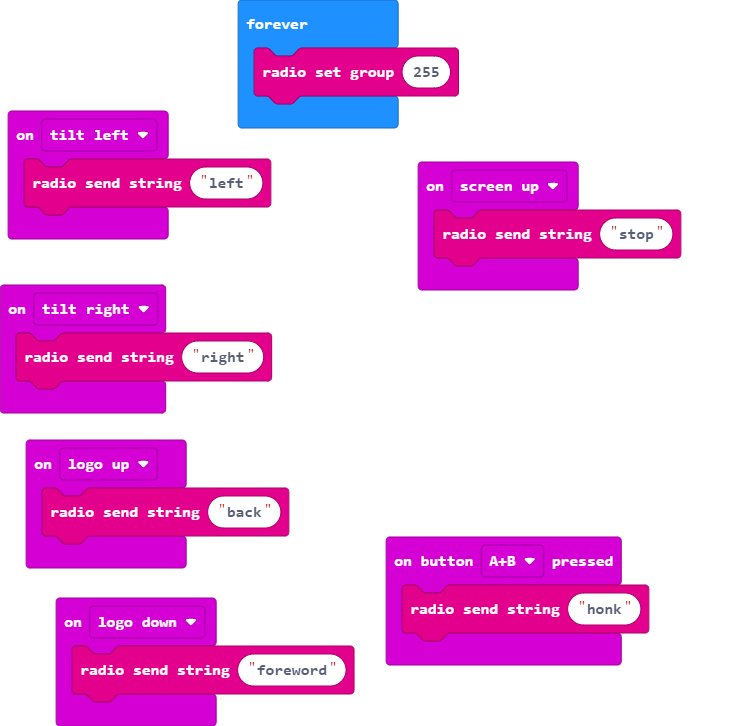 forever
radio set group 255
on tilt left
radio send string "left"
on screen up
radio send string "stop"
on tilt right
radio send string "right"
on logo up
radio send string "back"
on button A+B pressed
radio send string "honk"
on logo down
radio send string "foreword"